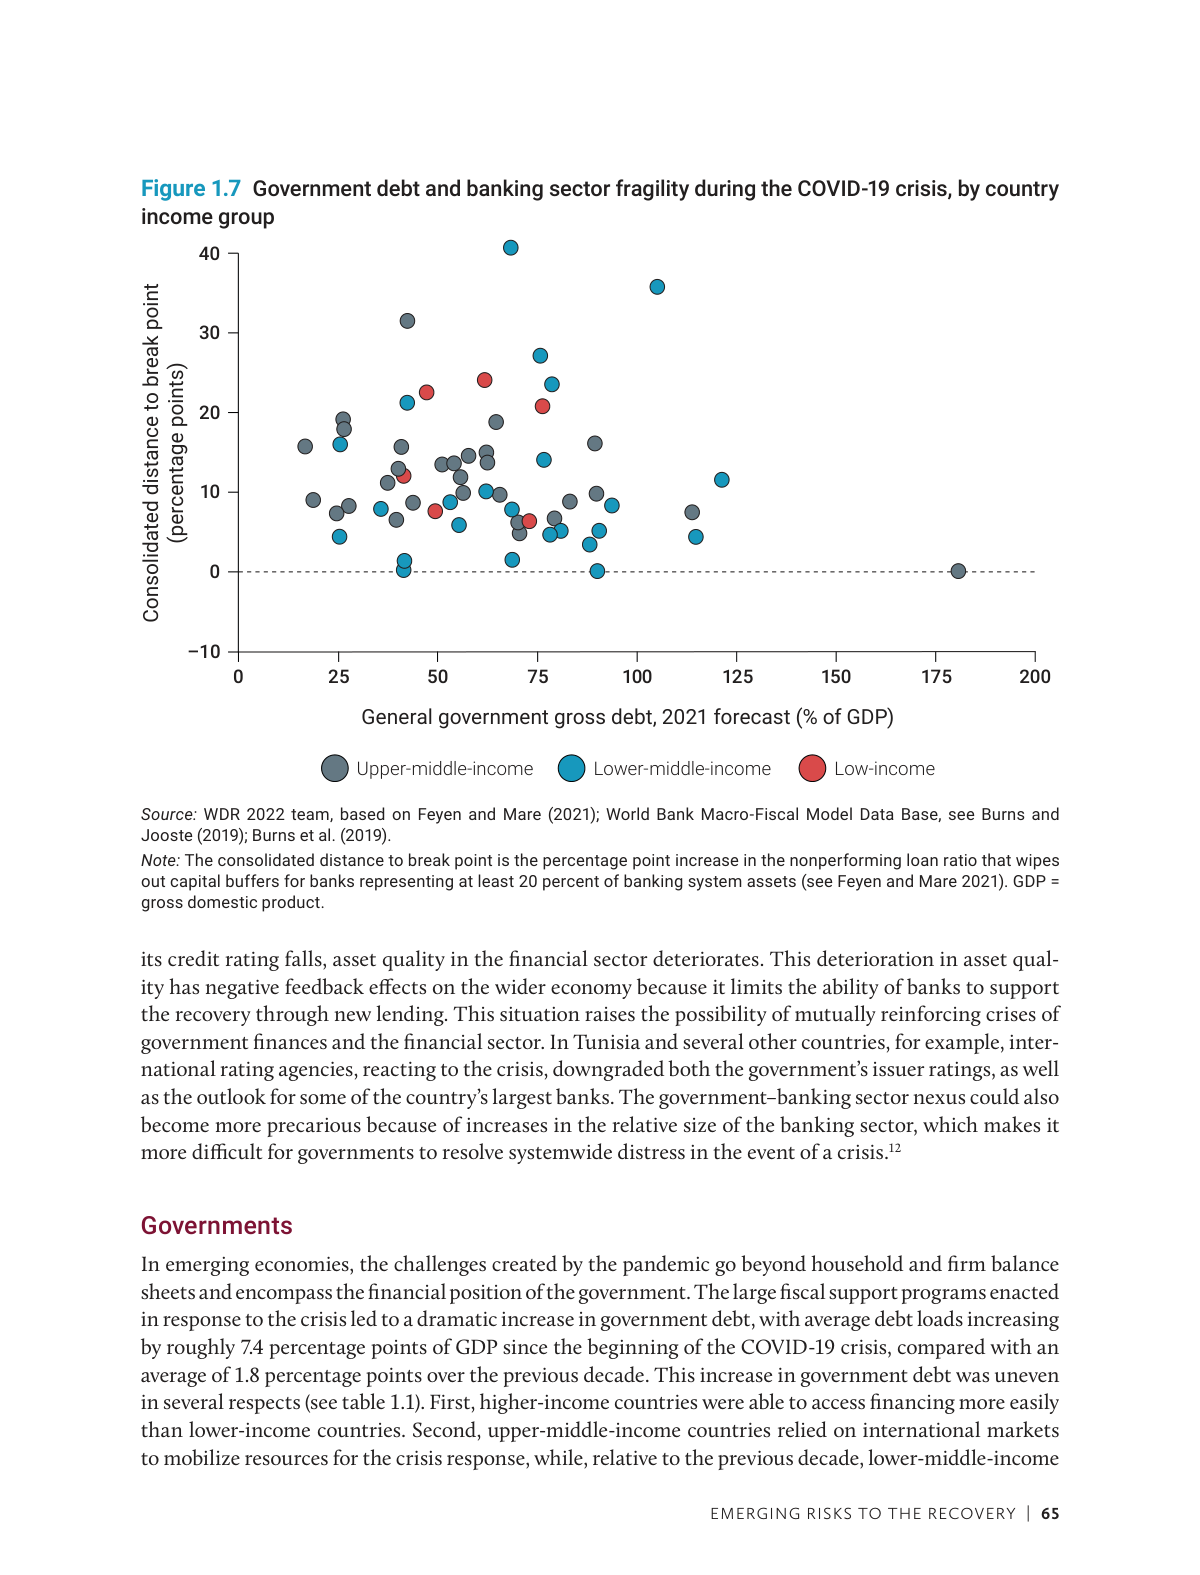 Figure 1.7 Government debt and banking sector fragility during the COVID-19 crisis, by country
income group
Consolidated distance to break point
(percentage points)
40
30
20
10
0
−10
0 25 50 75 100 125 150 175 200
General government gross debt, 2021 forecast (% of GDP)
Upper-middle-income Lower-middle-income Low-income
Source: WDR 2022 team, based on Feyen and Mare (2021); World Bank Macro-Fiscal Model Data Base, see Burns and
Jooste (2019); Burns et al. (2019).
Note: The consolidated distance to break point is the percentage point increase in the nonperforming loan ratio that wipes
out capital buffers for banks representing at least 20 percent of banking system assets (see Feyen and Mare 2021). GDP =
gross domestic product.
its credit rating falls, asset quality in the financial sector deteriorates. This deterioration in asset qual-
ity has negative feedback effects on the wider economy because it limits the ability of banks to support
the recovery through new lending. This situation raises the possibility of mutually reinforcing crises of
government finances and the financial sector. In Tunisia and several other countries, for example, inter-
national rating agencies, reacting to the crisis, downgraded both the government’s issuer ratings, as well
as the outlook for some of the country’s largest banks. The government–banking sector nexus could also
become more precarious because of increases in the relative size of the banking sector, which makes it
more difficult for governments to resolve systemwide distress in the event of a crisis.12
Governments
In emerging economies, the challenges created by the pandemic go beyond household and firm balance
sheets and encompass the financial position of the government. The large fiscal support programs enacted
in response to the crisis led to a dramatic increase in government debt, with average debt loads increasing
by roughly 7.4 percentage points of GDP since the beginning of the COVID-19 crisis, compared with an
average of 1.8 percentage points over the previous decade. This increase in government debt was uneven
in several respects (see table 1.1). First, higher-income countries were able to access financing more easily
than lower-income countries. Second, upper-middle-income countries relied on international markets
to mobilize resources for the crisis response, while, relative to the previous decade, lower-middle-income
EMERGING RISKS TO THE RECOVERY | 65